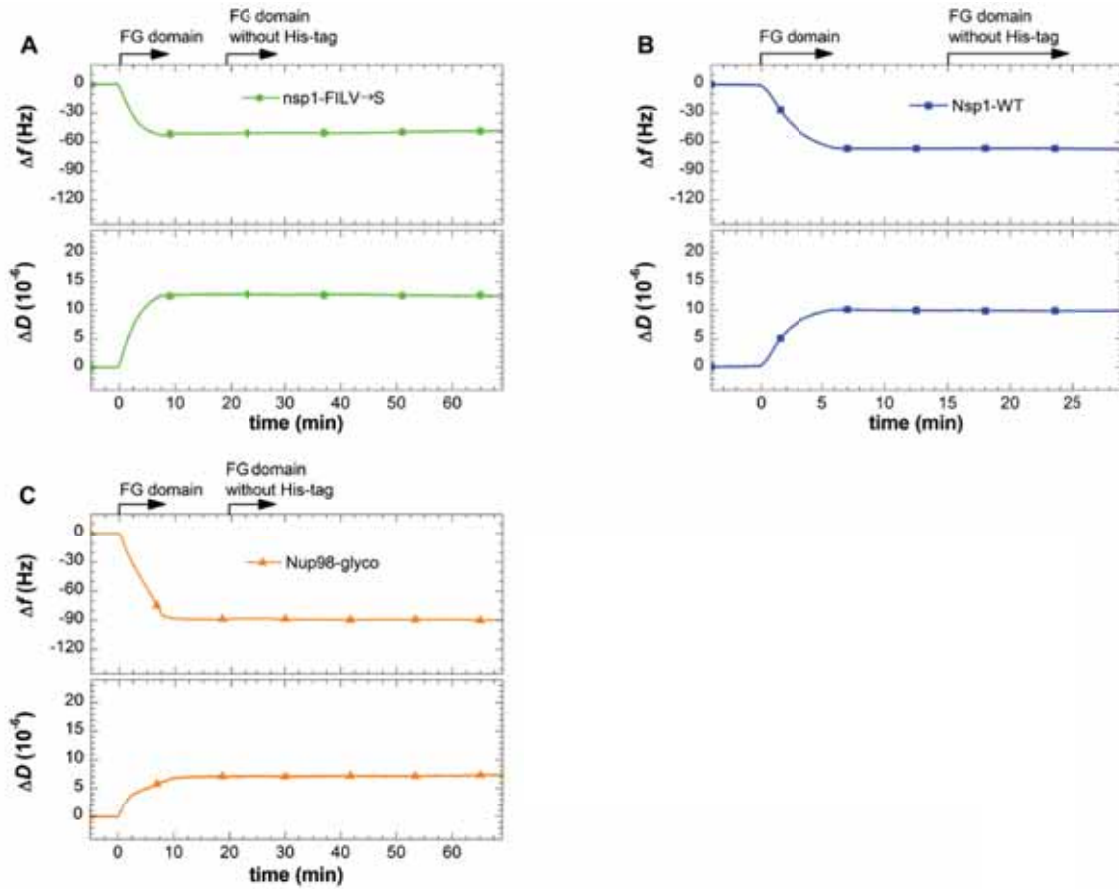 A
FG domain
FG domain
without His-tag
nsp1-FILV→S
Δf (Hz)
0
-30
-60
-90
-120
ΔD (10⁻⁶)
20
15
10
5
0
0 10 20 30 40 50 60
time (min)
B
FG domain
FG domain
without His-tag
Nsp1-WT
Δf (Hz)
0
-30
-60
-90
-120
ΔD (10⁻⁶)
20
15
10
5
0
0 5 10 15 20 25
time (min)
C
FG domain
FG domain
without His-tag
Nup98-glyco
Δf (Hz)
0
-30
-60
-90
-120
ΔD (10⁻⁶)
20
15
10
5
0
0 10 20 30 40 50 60
time (min)